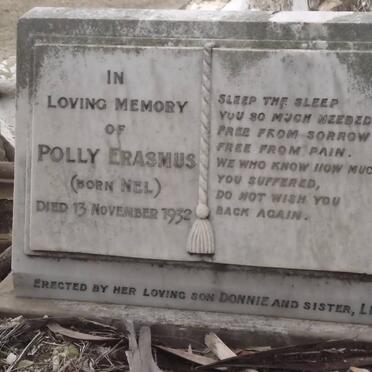 IN
LOVING MEMORY
OF
POLLY ERASMUS
(BORN NEL)
DIED 13 NOVEMBER 1932
SLEEP THE SLEEP
YOU SO MUCH NEEDED
FREE FROM SORROW
FREE FROM PAIN.
WE WHO KNOW HOW MUCH
YOU SUFFERED,
DO NOT WISH YOU
BACK AGAIN.
ERECTED BY HER LOVING SON DONNIE AND SISTER,